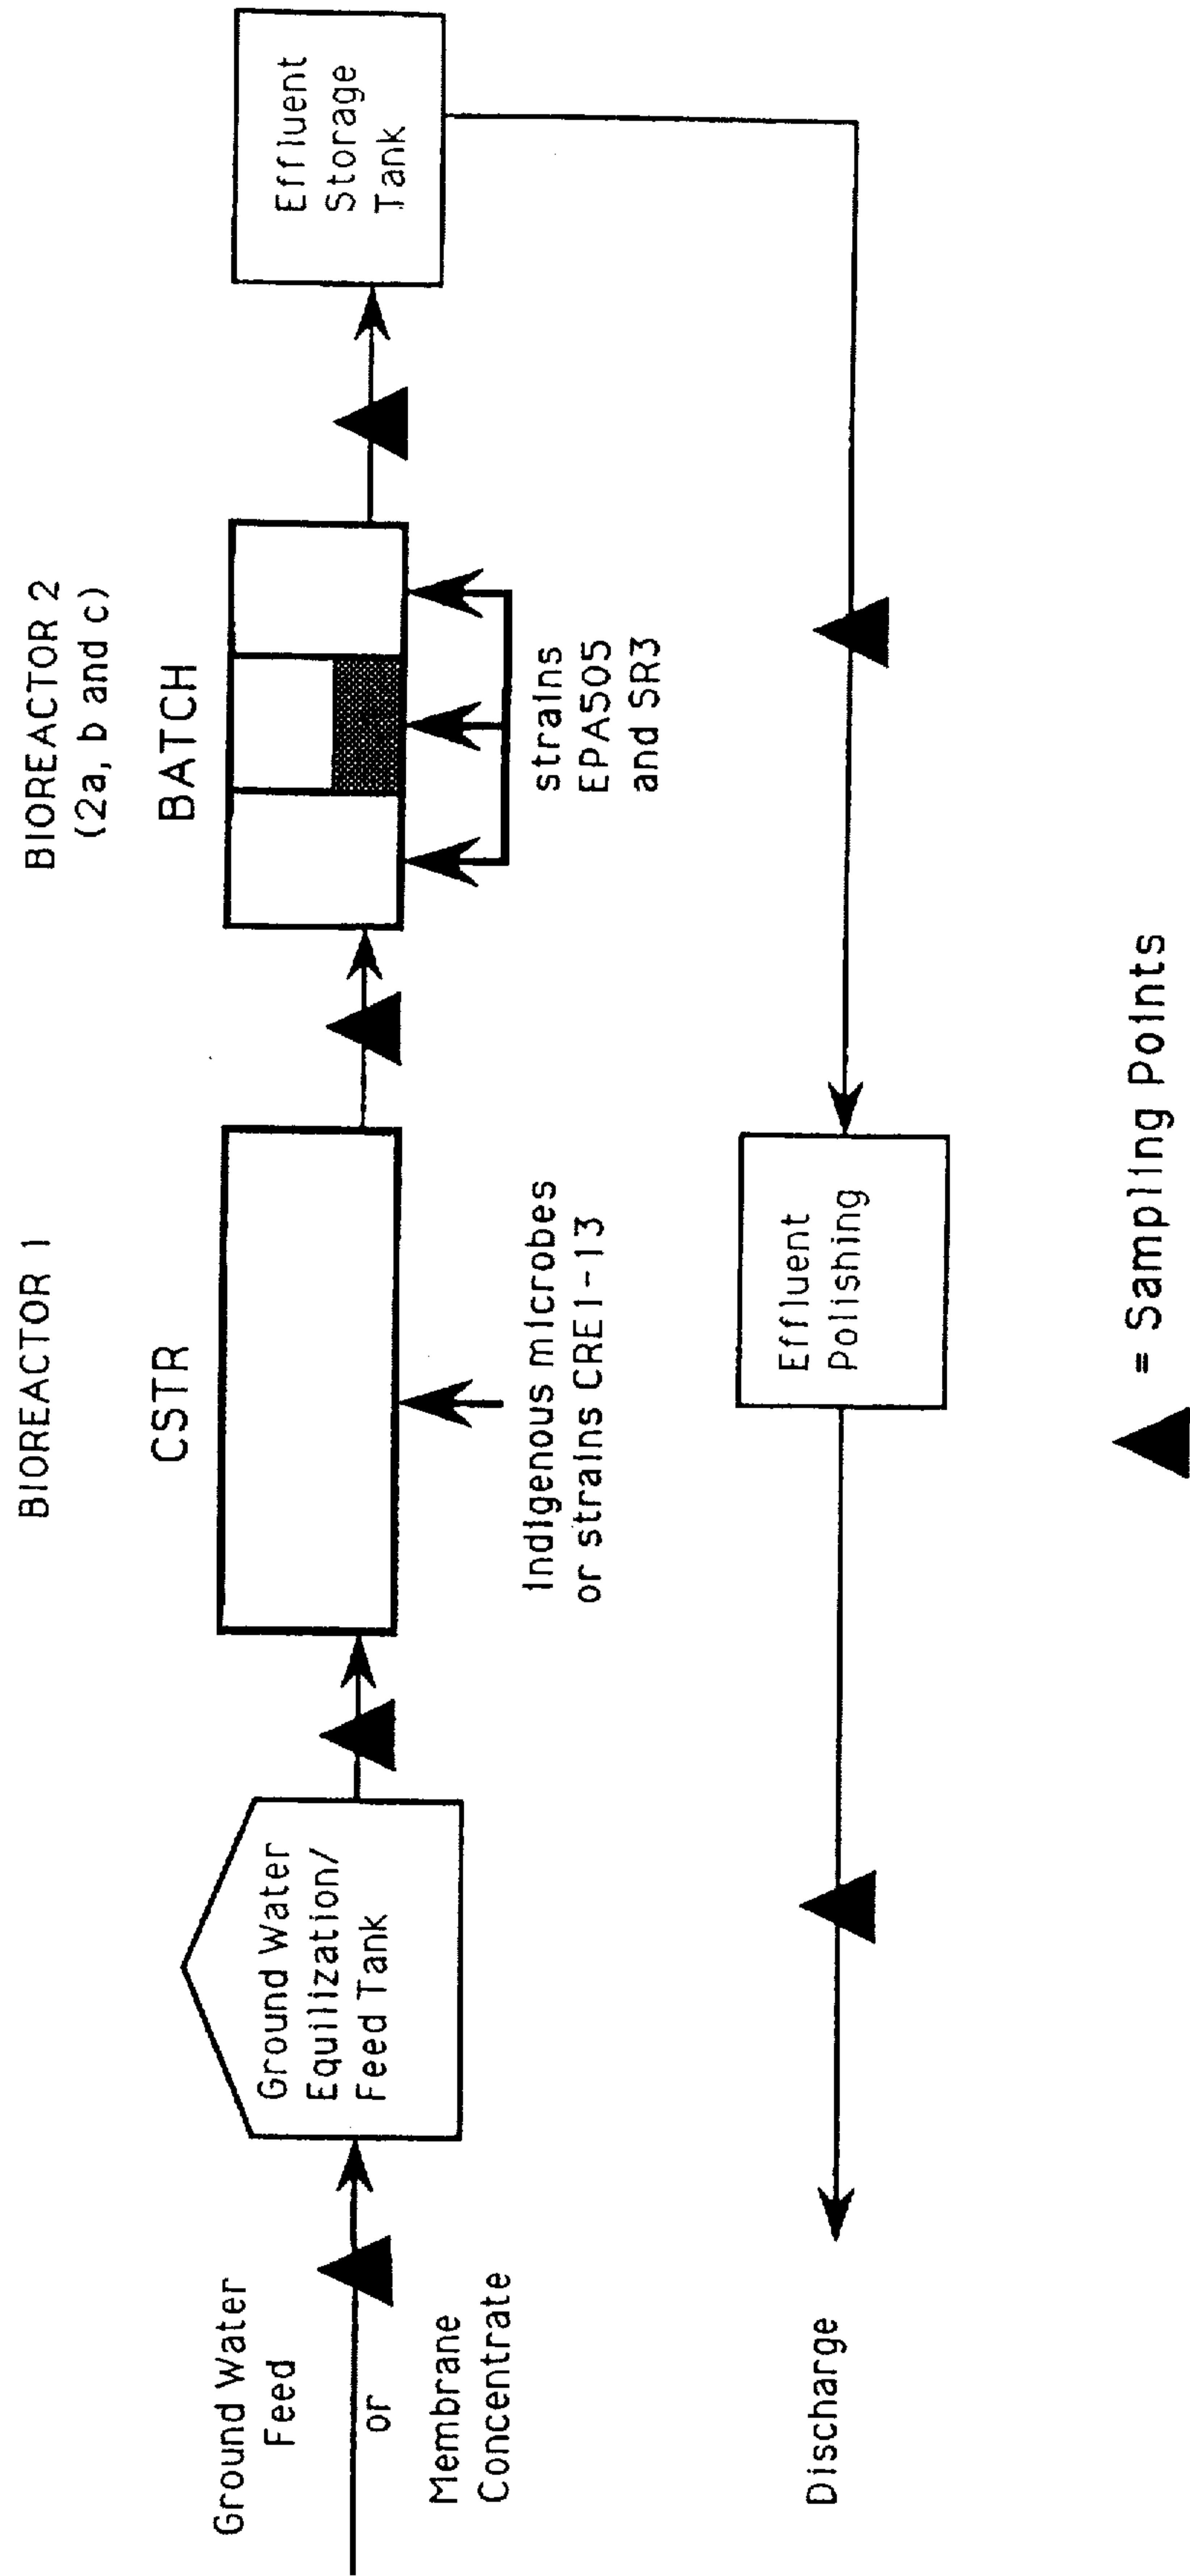 BIOREACTOR 1
BIOREACTOR 2
(2a, b and c)
CSTR
BATCH
Ground Water
Feed
or
Membrane
Concentrate
Ground Water
Equilization/
Feed Tank
Indigenous microbes
or strains CRE1-13
strains
EPA505
and SR3
Effluent
Storage
Tank
Effluent
Polishing
Discharge
= Sampling Points